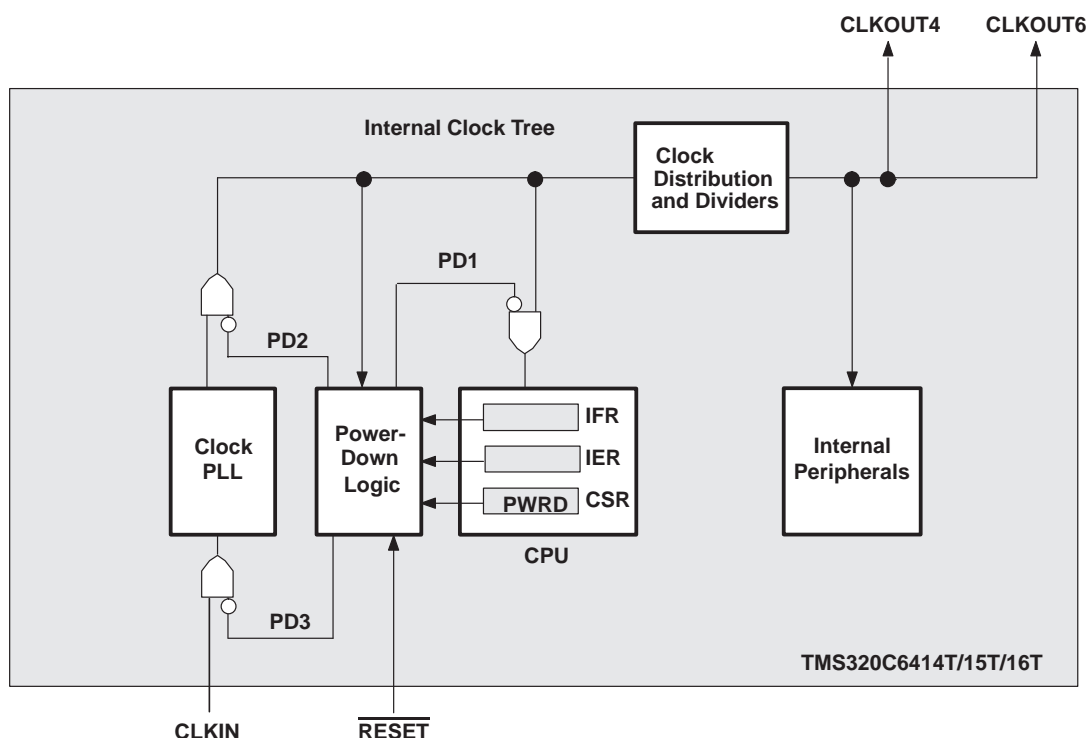 CLKOUT4 CLKOUT6
Internal Clock Tree
Clock
Distribution
and Dividers
PD1
PD2
Clock
PLL
Power-
Down
Logic
IFR
IER
PWRD CSR
CPU
Internal
Peripherals
PD3
TMS320C6414T/15T/16T
CLKIN RESET